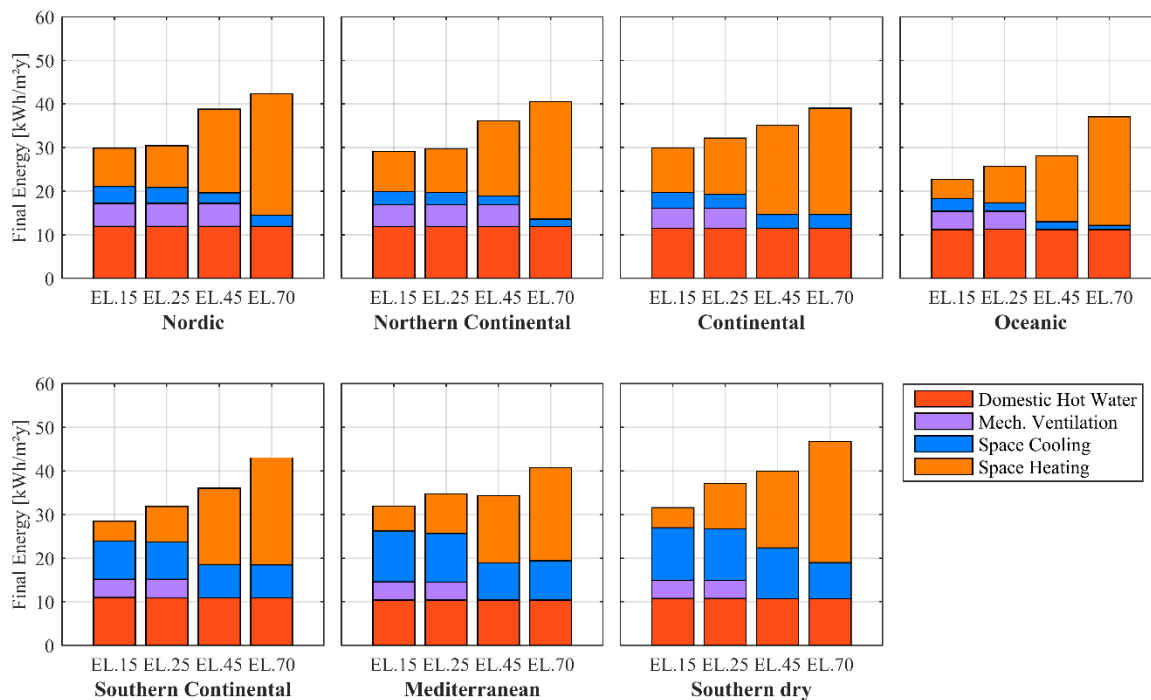 Final Energy [kWh/m²y]
60
50
40
30
20
10
0
EL.15 EL.25 EL.45 EL.70
Nordic
EL.15 EL.25 EL.45 EL.70
Northern Continental
EL.15 EL.25 EL.45 EL.70
Continental
EL.15 EL.25 EL.45 EL.70
Oceanic
Final Energy [kWh/m²y]
60
50
40
30
20
10
0
EL.15 EL.25 EL.45 EL.70
Southern Continental
EL.15 EL.25 EL.45 EL.70
Mediterranean
EL.15 EL.25 EL.45 EL.70
Southern dry
Domestic Hot Water
Mech. Ventilation
Space Cooling
Space Heating